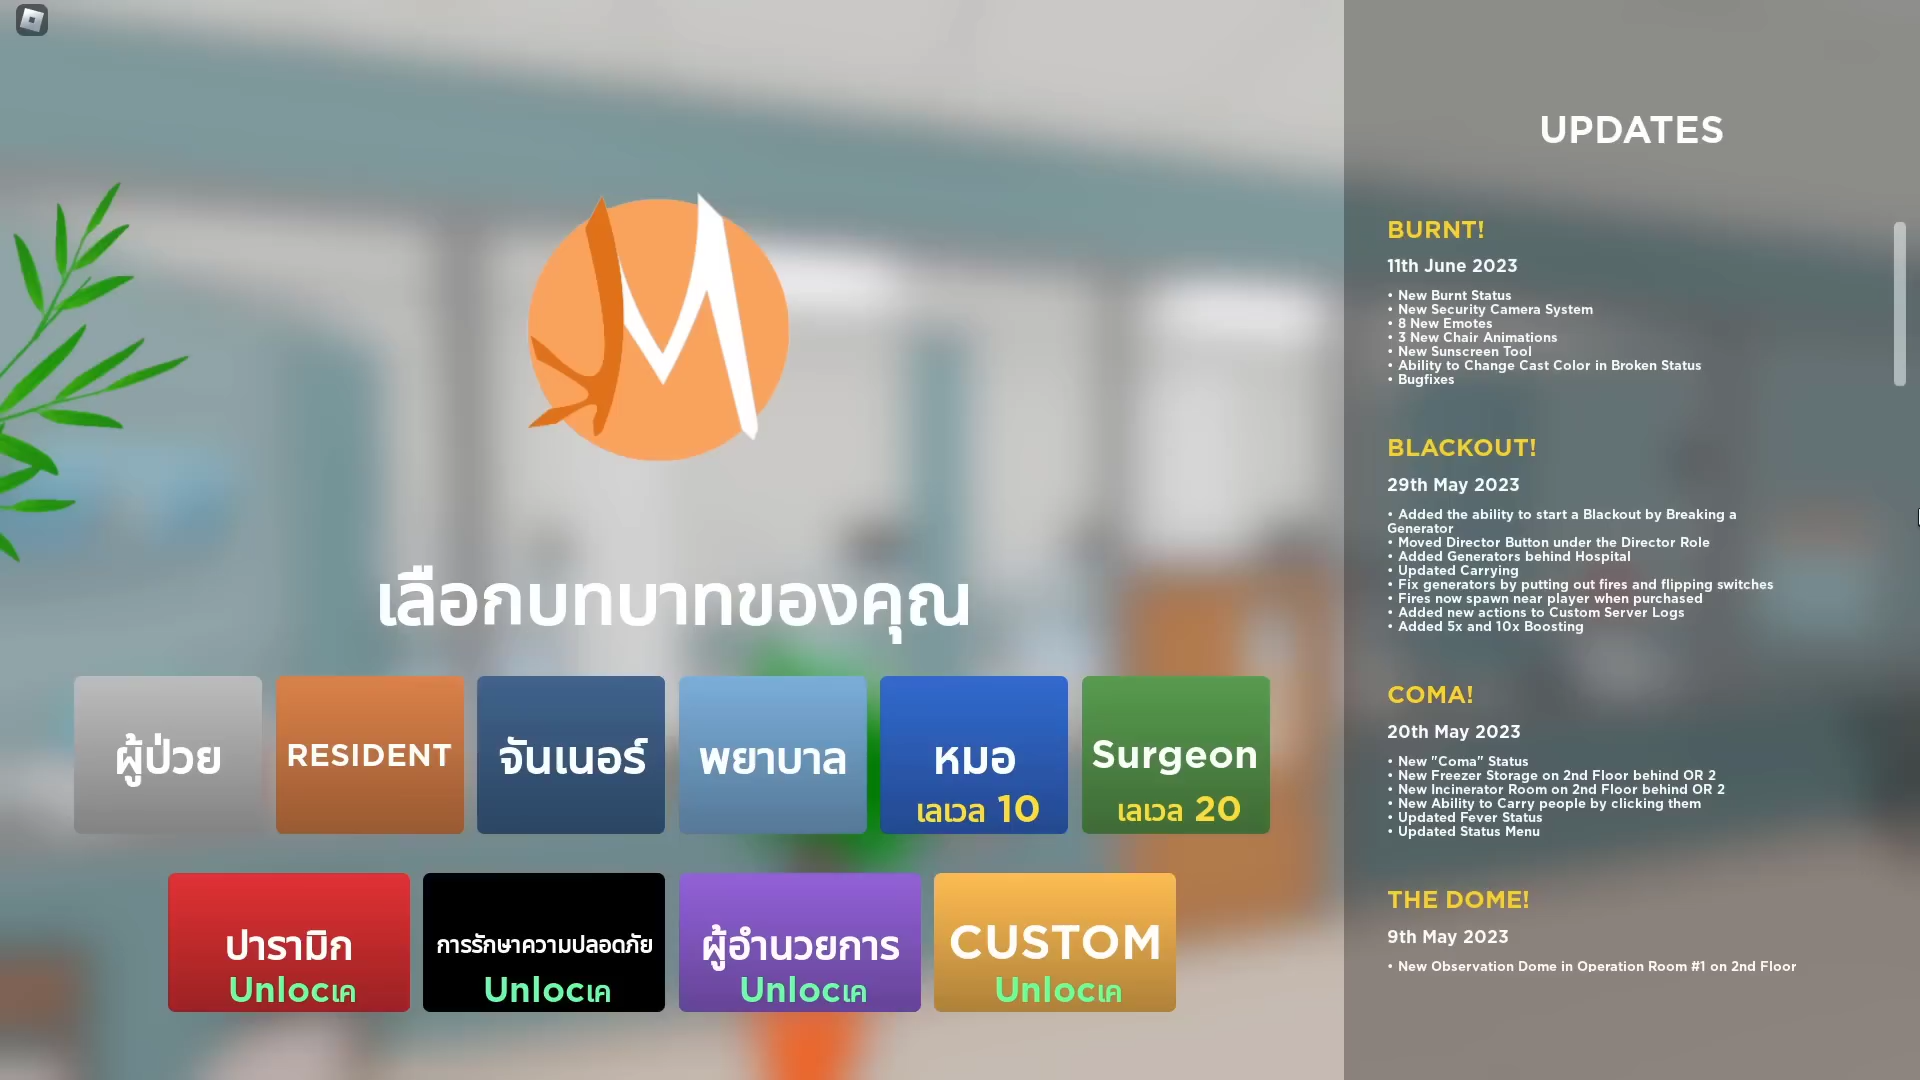 UPDATES
BURNT!
11th June 2023
• New Burnt Status
• New Security Camera System
• 8 New Emotes
• 3 New Chair Animations
• New Sunscreen Tool
• Ability to Change Cast Color in Broken Status
• Bugfixes
BLACKOUT!
29th May 2023
• Added the ability to start a Blackout by Breaking a
Generator
• Moved Director Button under the Director Role
• Added Generators behind Hospital
• Updated Carrying
• Fix generators by putting out fires and flipping switches
• Fires now spawn near player when purchased
• Added new actions to Custom Server Logs
• Added 5x and 10x Boosting
COMA!
20th May 2023
• New "Coma" Status
• New Freezer Storage on 2nd Floor behind OR 2
• New Incinerator Room on 2nd Floor behind OR 2
• New Ability to Carry people by clicking them
• Updated Fever Status
• Updated Status Menu
THE DOME!
9th May 2023
• New Observation Dome in Operation Room #1 on 2nd Floor
M
เลือกบทบาทของคุณ
ผู้ป่วย
RESIDENT
จันเนอร์
พยาบาล
หมอ
เลเวล 10
Surgeon
เลเวล 20
ปารามิก
Unlocเค
การรักษาความปลอดภัย
Unlocเค
ผู้อำนวยการ
Unlocเค
CUSTOM
Unlocเค